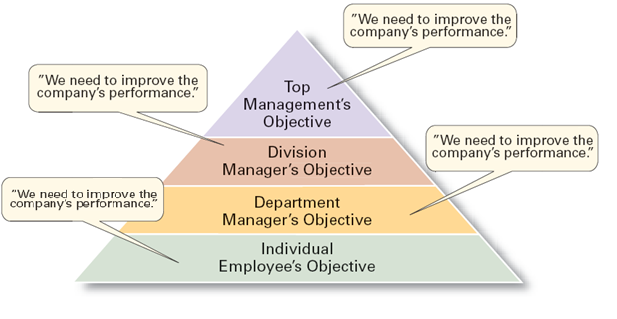 "We need to improve the
company's performance."
Top
Management's
Objective
"We need to improve the
company's performance."
Division
Manager's Objective
"We need to improve the
company's performance."
Department
Manager's Objective
"We need to improve the
company's performance."
Individual
Employee's Objective